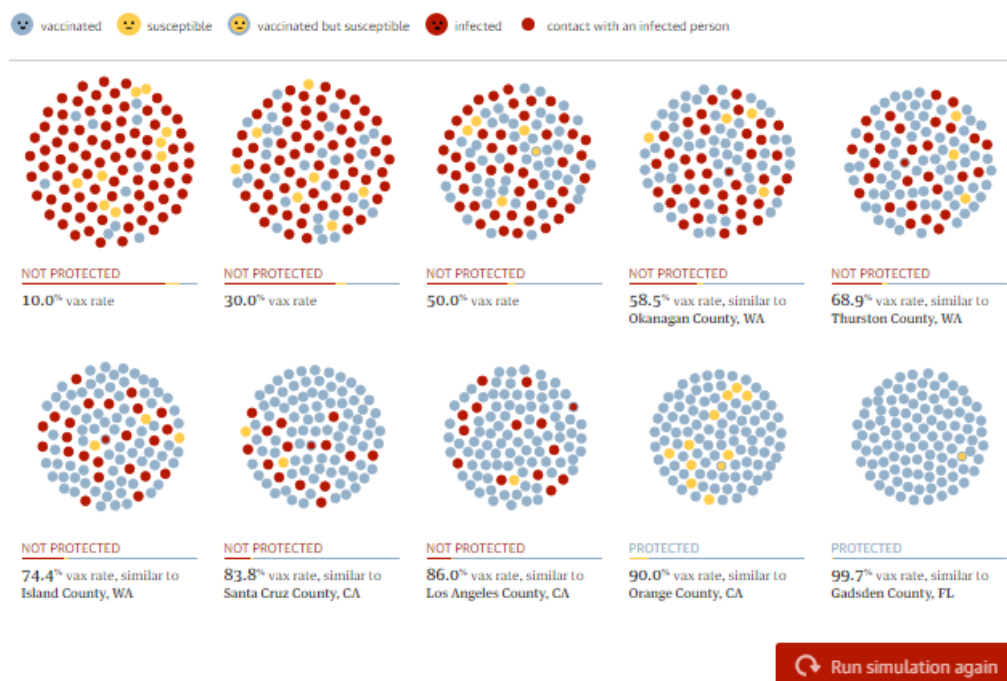 vaccinated susceptible vaccinated but susceptible infected contact with an infected person
NOT PROTECTED NOT PROTECTED NOT PROTECTED NOT PROTECTED NOT PROTECTED
10.0% vax rate 30.0% vax rate 50.0% vax rate 58.5% vax rate, similar to 68.9% vax rate, similar to
Okanagan County, WA Thurston County, WA
NOT PROTECTED NOT PROTECTED NOT PROTECTED PROTECTED PROTECTED
74.4% vax rate, similar to 83.8% vax rate, similar to 86.0% vax rate, similar to 90.0% vax rate, similar to 99.7% vax rate, similar to
Island County, WA Santa Cruz County, CA Los Angeles County, CA Orange County, CA Gadsden County, FL
Run simulation again